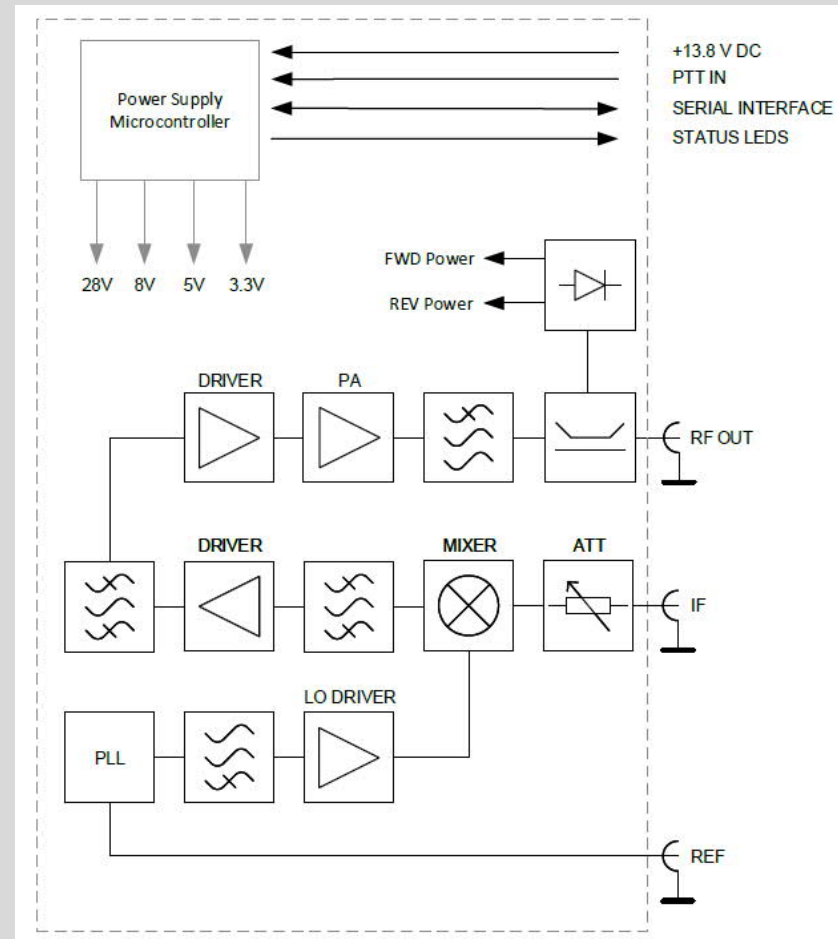 +13.8 V DC
PTT IN
SERIAL INTERFACE
STATUS LEDS
Power Supply
Microcontroller
28V 8V 5V 3.3V
FWD Power
REV Power
DRIVER PA
RF OUT
DRIVER MIXER ATT
IF
LO DRIVER
PLL
REF